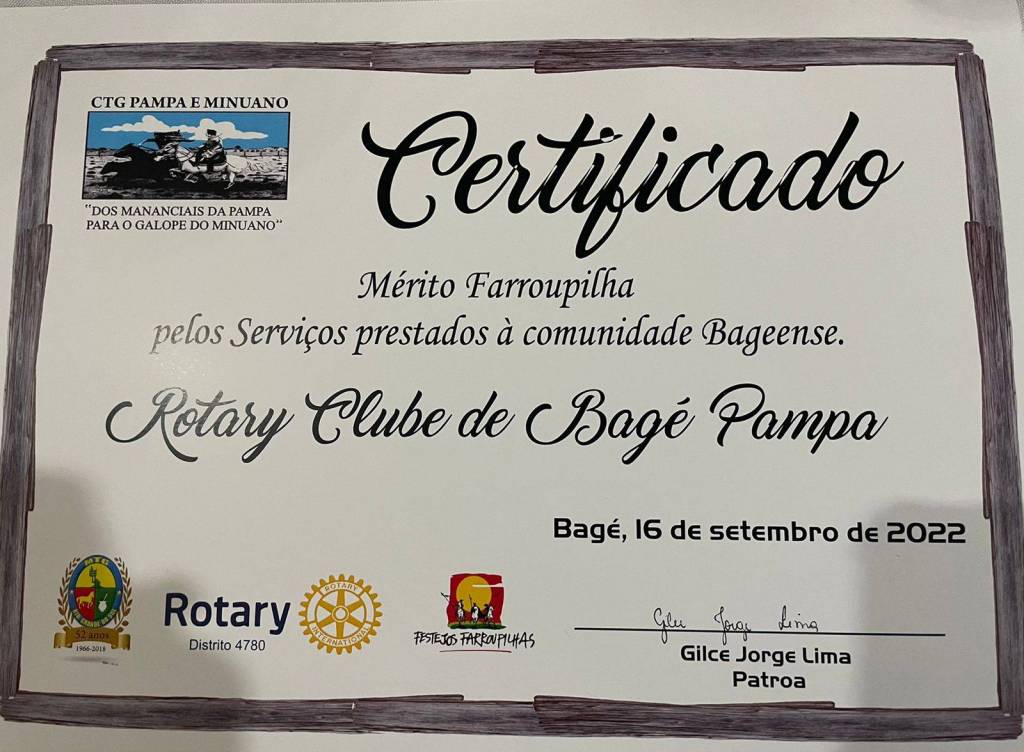 CTG PAMPA E MINUANO
"DOS MANANCIAIS DA PAMPA
PARA O GALOPE DO MINUANO"
Certificado
Mérito Farroupilha
pelos Serviços prestados à comunidade Bageense.
Rotary Clube de Bagé Pampa
Bagé, 16 de setembro de 2022
MTG
52 anos
1966-2018
Rotary
Distrito 4780
ROTARY
INTERNATIONAL
FESTEJOS FARROUPILHAS
Gilce Jorge Lima
Gilce Jorge Lima
Patroa